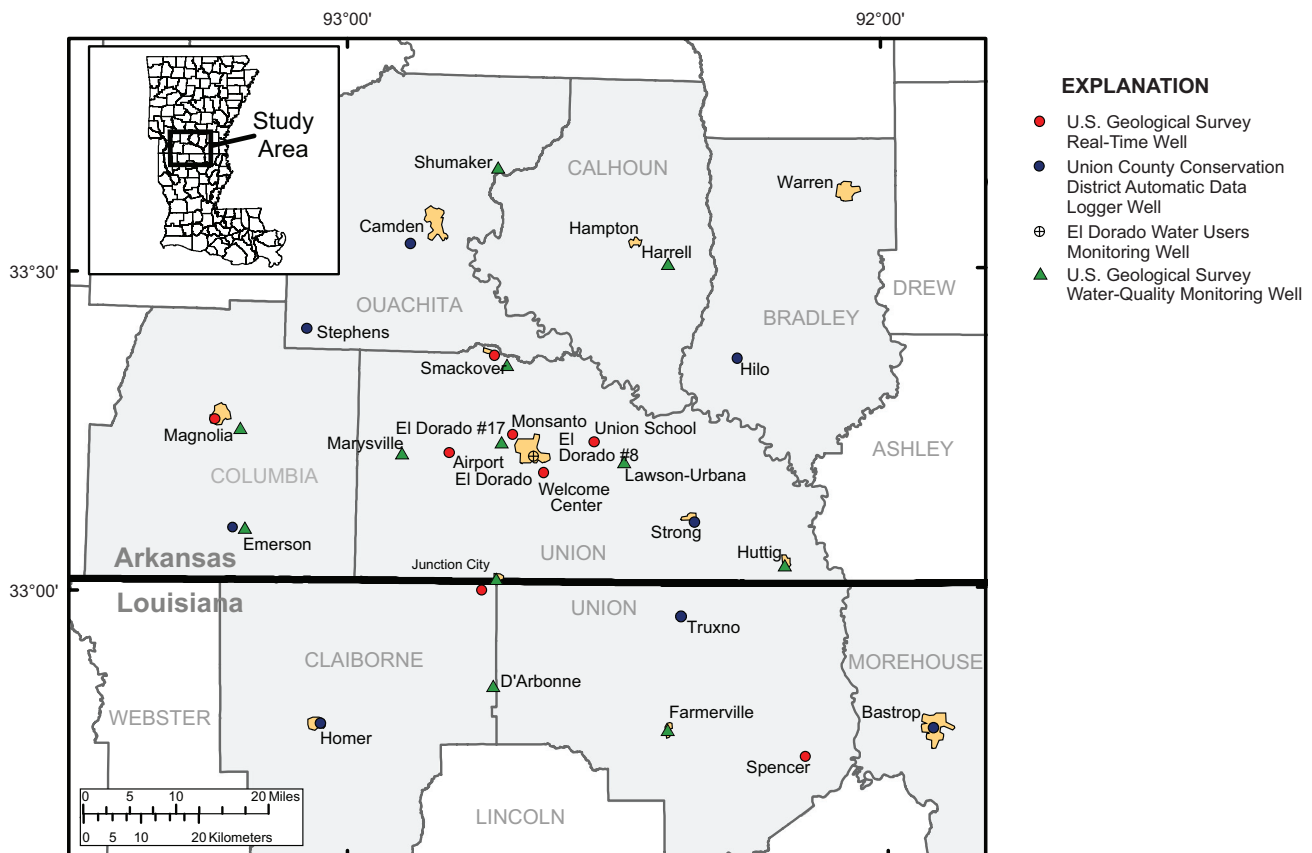 93°00'
92°00'
Study
Area
EXPLANATION
U.S. Geological Survey
Real-Time Well
Union County Conservation
District Automatic Data
Logger Well
El Dorado Water Users
Monitoring Well
U.S. Geological Survey
Water-Quality Monitoring Well
Shumaker
CALHOUN
Warren
Camden
Hampton
Harrell
33°30'
DREW
OUACHITA
BRADLEY
Stephens
Smackover
Hilo
Magnolia
El Dorado #17
Monsanto
Union School
Marysville
El
Dorado #8
ASHLEY
Airport
El Dorado
Lawson-Urbana
COLUMBIA
Welcome
Center
Strong
Emerson
UNION
Huttig
Arkansas
Junction City
33°00'
Louisiana
UNION
Truxno
CLAIBORNE
MOREHOUSE
D'Arbonne
WEBSTER
Farmerville
Bastrop
Homer
Spencer
0 5 10 20 Miles
0 5 10 20 Kilometers
LINCOLN